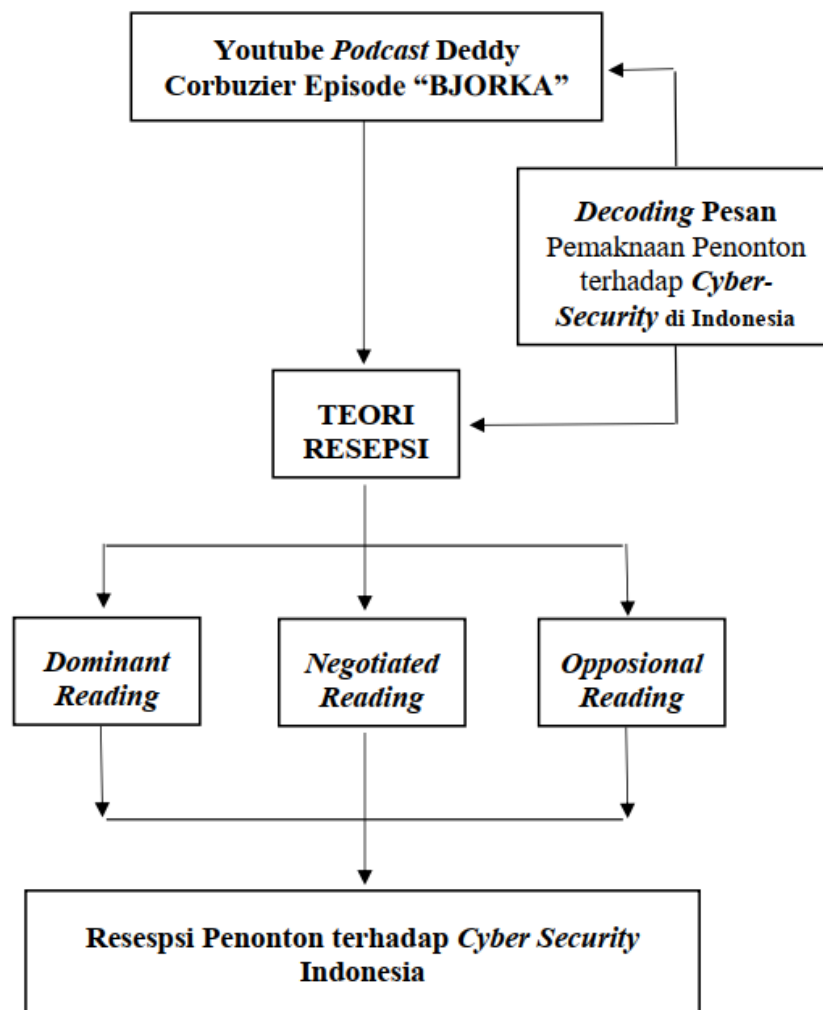 Youtube Podcast Deddy
Corbuzier Episode “BJORKA”
Decoding Pesan
Pemaknaan Penonton
terhadap Cyber-
Security di Indonesia
TEORI
RESEPSI
Dominant
Reading
Negotiated
Reading
Opposional
Reading
Resespsi Penonton terhadap Cyber Security
Indonesia